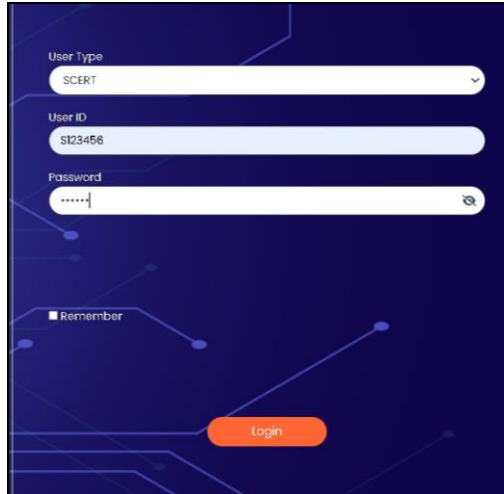 User Type
SCERT
User ID
S123456
Password
••••••
Remember
Login